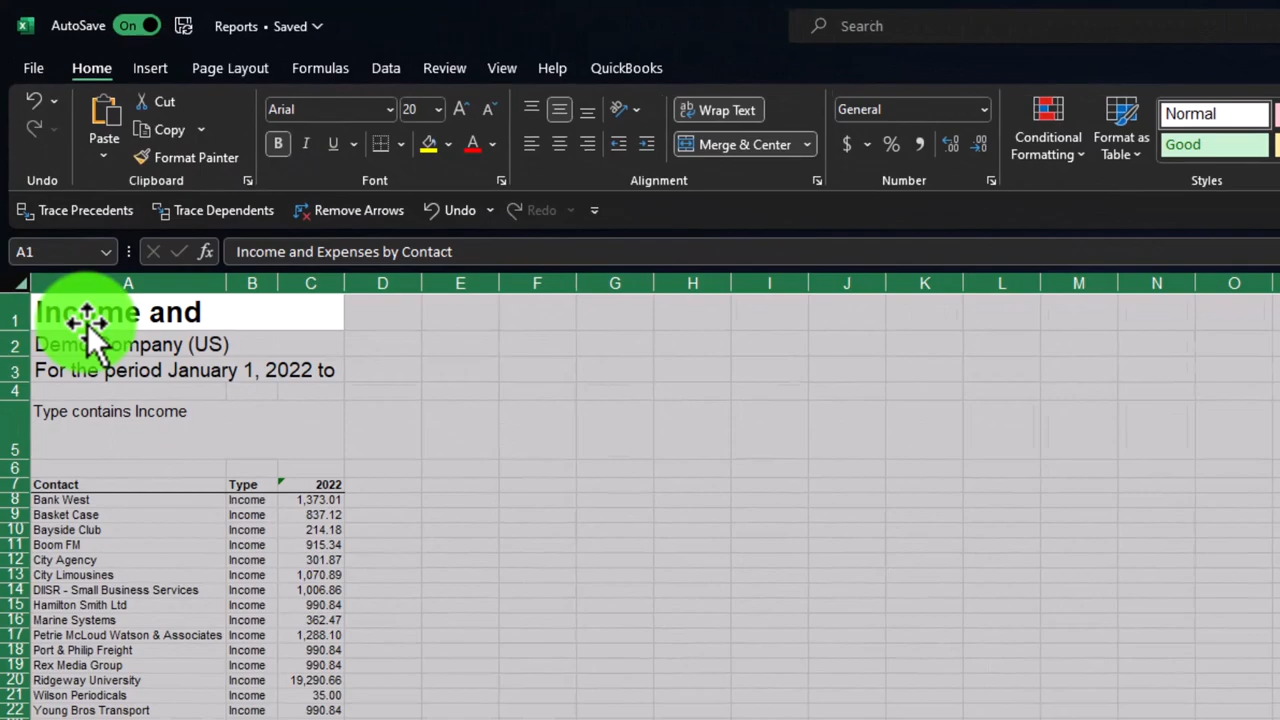 AutoSave On Reports • Saved Search
File Home Insert Page Layout Formulas Data Review View Help QuickBooks
Paste Cut Copy Format Painter
Arial 20 B I U A
Wrap Text Merge & Center
General $ %
Conditional Formatting Format as Table Normal Good
Undo Clipboard Font Alignment Number Styles
Trace Precedents Trace Dependents Remove Arrows Undo Redo
A1 fx Income and Expenses by Contact
A B C D E F G H I J K L M N O
1 Income and
2 Demo Company (US)
3 For the period January 1, 2022 to
4
5 Type contains Income
6
7 Contact Type 2022
8 Bank West Income 1,373.01
9 Basket Case Income 837.12
10 Bayside Club Income 214.18
11 Boom FM Income 915.34
12 City Agency Income 301.87
13 City Limousines Income 1,070.89
14 DIISR - Small Business Services Income 1,006.86
15 Hamilton Smith Ltd Income 990.84
16 Marine Systems Income 362.47
17 Petrie McLoud Watson & Associates Income 1,288.10
18 Port & Philip Freight Income 990.84
19 Rex Media Group Income 990.84
20 Ridgeway University Income 19,290.66
21 Wilson Periodicals Income 35.00
22 Young Bros Transport Income 990.84